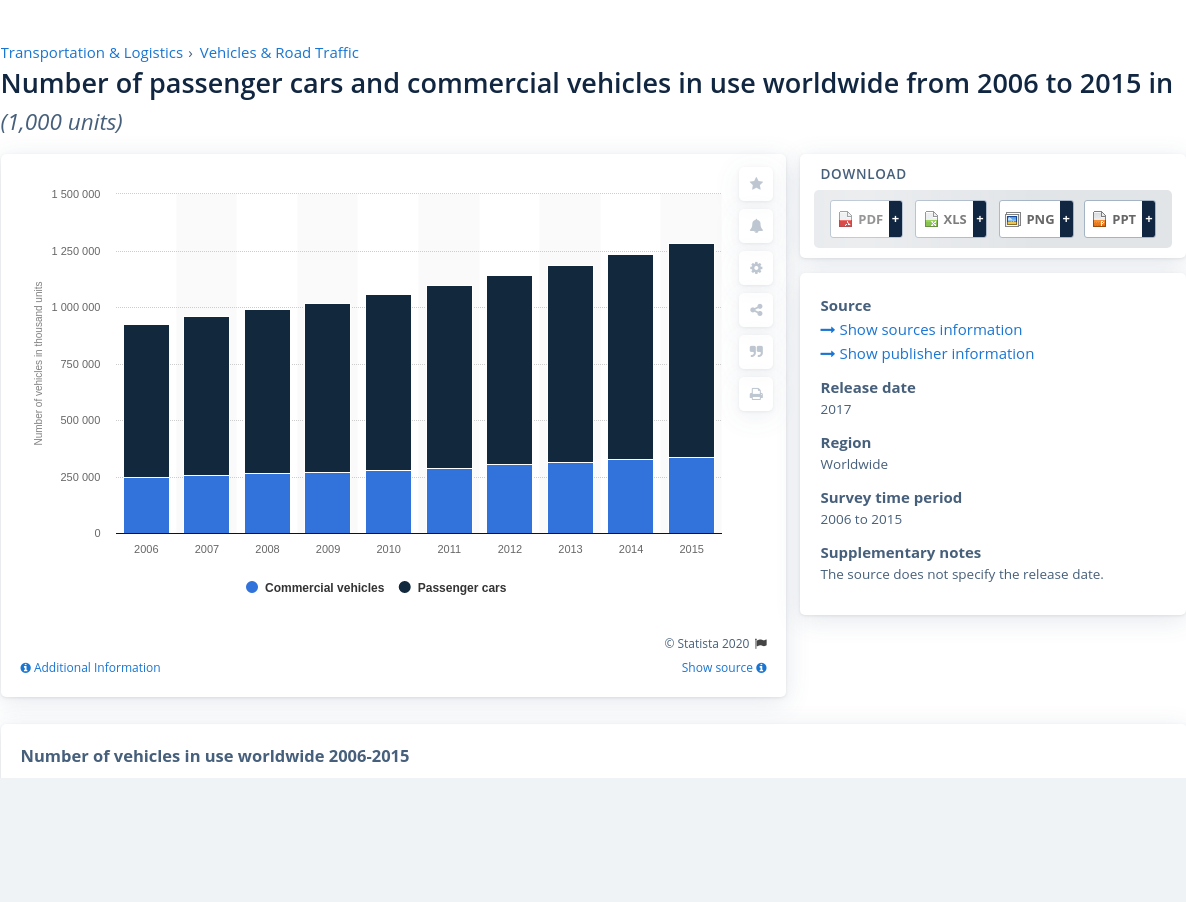 Transportation & Logistics › Vehicles & Road Traffic
Number of passenger cars and commercial vehicles in use worldwide from 2006 to 2015 in
(1,000 units)
1 500 000
1 250 000
1 000 000
750 000
500 000
250 000
0
Number of vehicles in thousand units
2006 2007 2008 2009 2010 2011 2012 2013 2014 2015
Commercial vehicles Passenger cars
© Statista 2020
Additional Information
Show source
DOWNLOAD
PDF + XLS + PNG + PPT +
Source
Show sources information
Show publisher information
Release date
2017
Region
Worldwide
Survey time period
2006 to 2015
Supplementary notes
The source does not specify the release date.
Number of vehicles in use worldwide 2006-2015